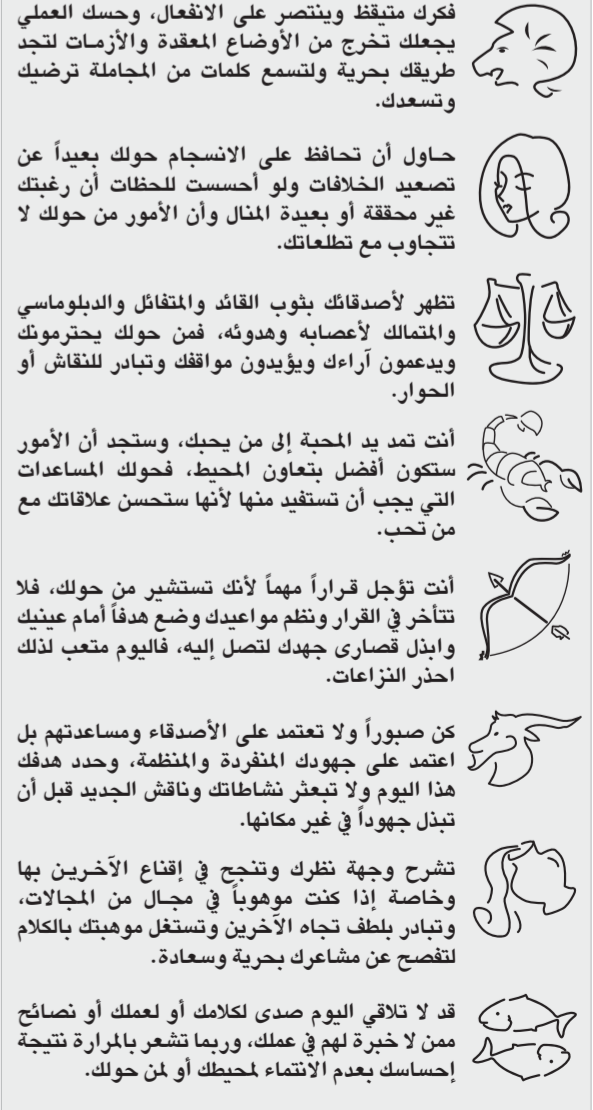 فكرك متيقظ وينتصر على الانفعال، وحسك العملي
يجعلك تخرج من الأوضاع المعقدة والأزمات لتجد
طريقك بحرية ولتسمع كلمات من المجاملة ترضيك
وتسعدك.
حاول أن تحافظ على الانسجام حولك بعيداً عن
تصعيد الخلافات ولو أحسست للحظات أن رغبتك
غير محققة أو بعيدة المنال وأن الأمور من حولك لا
تتجاوب مع تطلعاتك.
تظهر لأصدقائك بثوب القائد والمتفائل والدبلوماسي
والمتمالك لأعصابه وهدوئه، فمن حولك يحترمونك
ويدعمون آراءك ويؤيدون مواقفك وتبادر للنقاش أو
الحوار.
أنت تمد يد المحبة إلى من يحبك، وستجد أن الأمور
ستكون أفضل بتعاون المحيط، فحولك المساعدات
التي يجب أن تستفيد منها لأنها ستحسن علاقاتك مع
من تحب.
أنت تؤجل قراراً مهماً لأنك تستشير من حولك، فلا
تتأخر في القرار ونظم مواعيدك وضع هدفاً أمام عينيك
وابذل قصارى جهدك لتصل إليه، فاليوم متعب لذلك
احذر النزاعات.
كن صبوراً ولا تعتمد على الأصدقاء ومساعدتهم بل
اعتمد على جهودك المنفردة والمنظمة، وحدد هدفك
هذا اليوم ولا تبعثر نشاطاتك وناقش الجديد قبل أن
تبذل جهوداً في غير مكانها.
تشرح وجهة نظرك وتنجح في إقناع الآخرين بها
وخاصة إذا كنت موهوباً في مجال من المجالات،
وتبادر بلطف تجاه الآخرين وتستغل موهبتك بالكلام
لتفصح عن مشاعرك بحرية وسعادة.
قد لا تلاقي اليوم صدى لكلامك أو لعملك أو نصائح
ممن لا خبرة لهم في عملك، وربما تشعر بالمرارة نتيجة
إحساسك بعدم الانتماء لمحيطك أو لمن حولك.